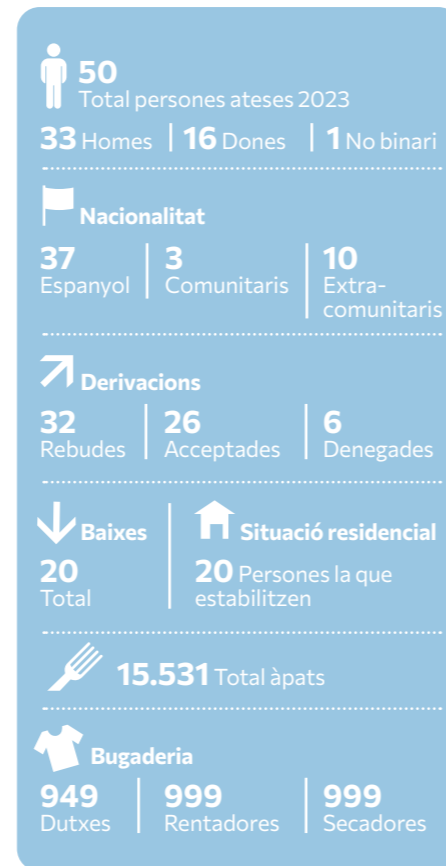 50
Total persones ateses 2023
33 Homes | 16 Dones | 1 No binari
Nacionalitat
37
Espanyol
3
Comunitaris
10
Extra-
comunitaris
Derivacions
32
Rebudes
26
Acceptades
6
Denegades
Baixes
20
Total
Situació residencial
20 Persones la que
estabilitzen
15.531 Total àpats
Bugaderia
949
Dutxes
999
Rentadores
999
Secadores